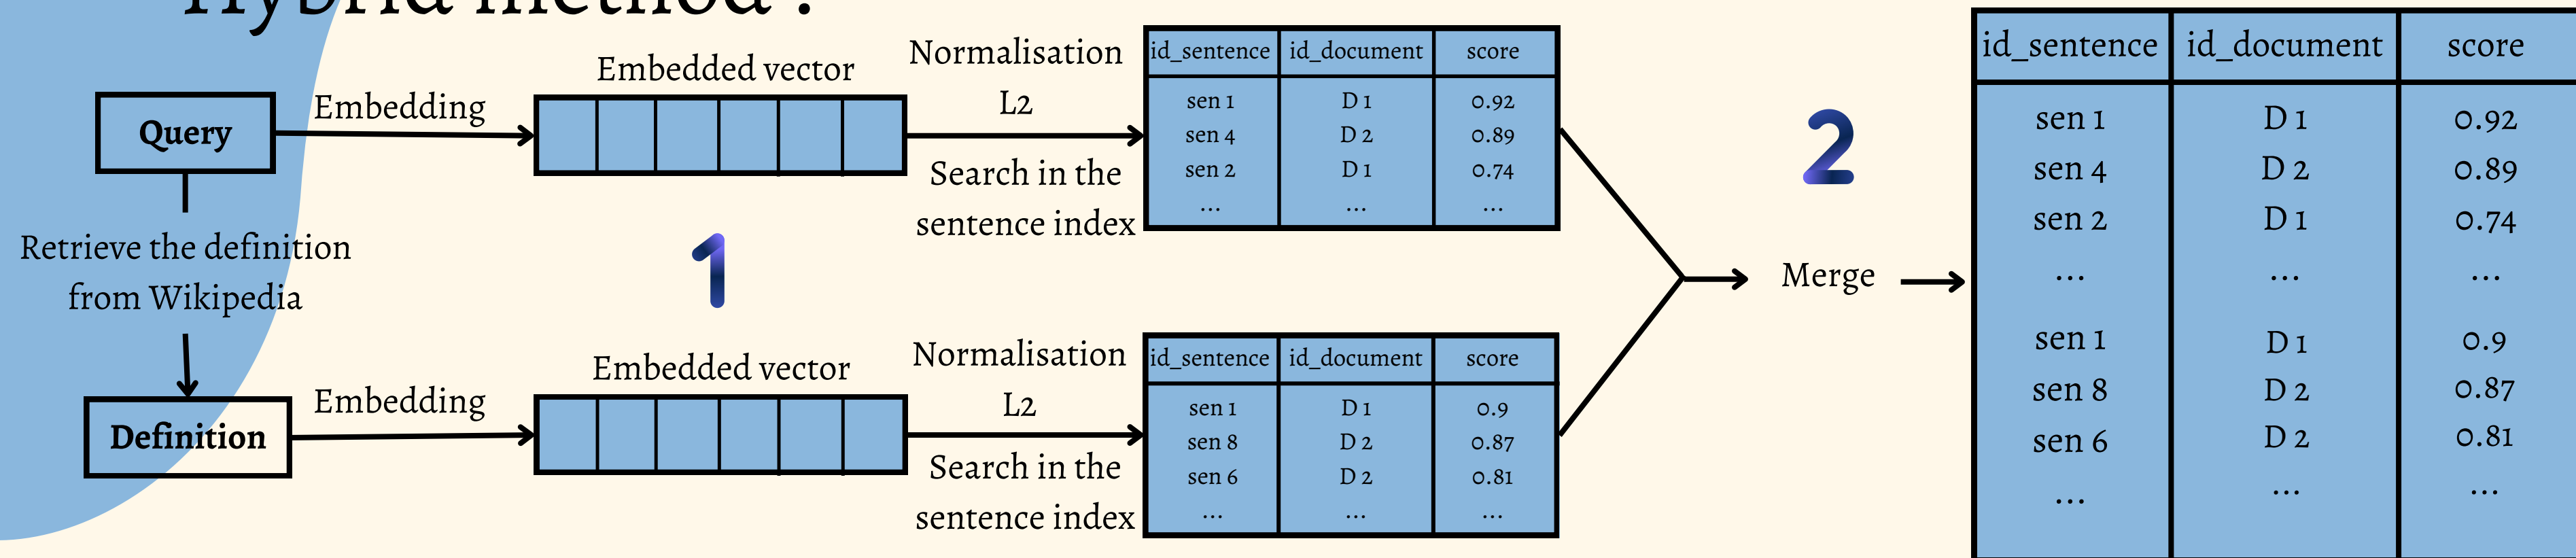 Hybrid method :
Query
Embedding
Embedded vector
Normalisation
L2
Search in the
sentence index
id_sentence id_document score
sen 1 D 1 0.92
sen 4 D 2 0.89
sen 2 D 1 0.74
... ... ...
Retrieve the definition
from Wikipedia
1
Definition
Embedding
Embedded vector
Normalisation
L2
Search in the
sentence index
id_sentence id_document score
sen 1 D 1 0.9
sen 8 D 2 0.87
sen 6 D 2 0.81
... ... ...
2
Merge
id_sentence id_document score
sen 1 D 1 0.92
sen 4 D 2 0.89
sen 2 D 1 0.74
... ... ...
sen 1 D 1 0.9
sen 8 D 2 0.87
sen 6 D 2 0.81
... ... ...